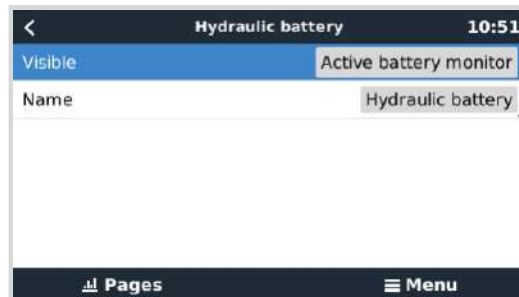 Hydraulic battery 10:51
Visible Active battery monitor
Name Hydraulic battery
Pages Menu